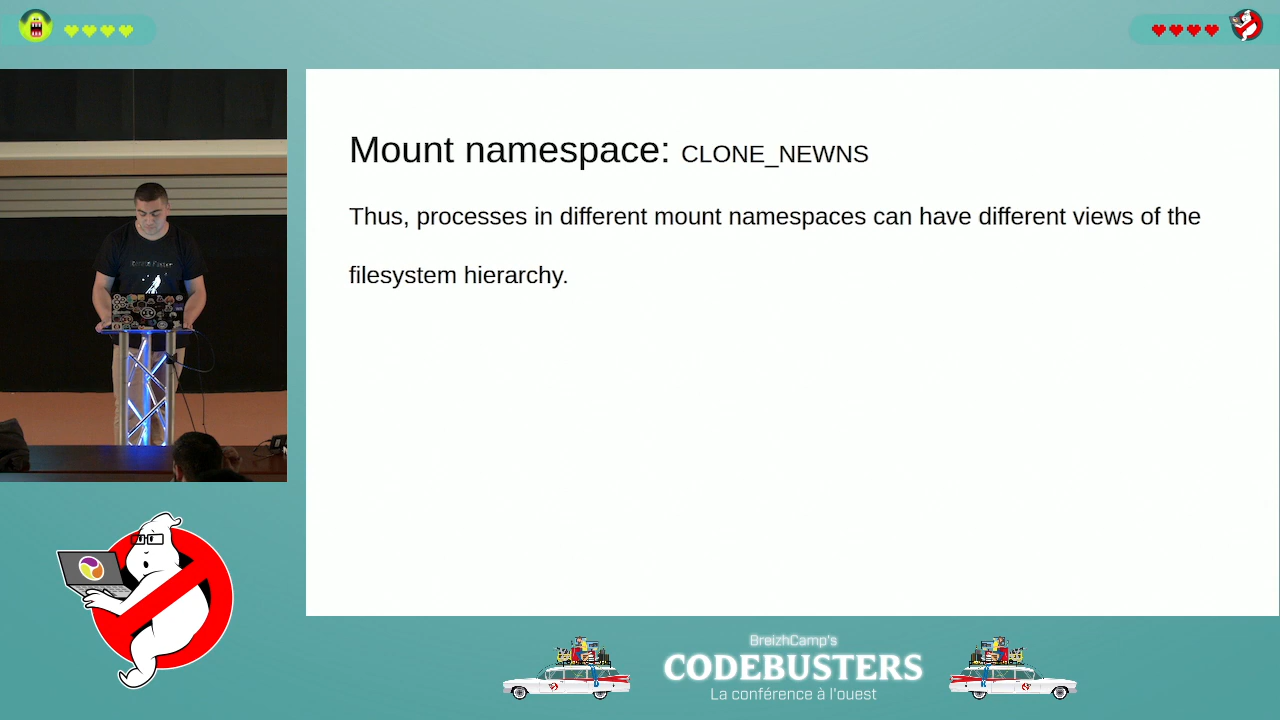 Mount namespace: CLONE_NEWNS
Thus, processes in different mount namespaces can have different views of the
filesystem hierarchy.
BreizhCamp's
CODEBUSTERS
La conférence à l'ouest